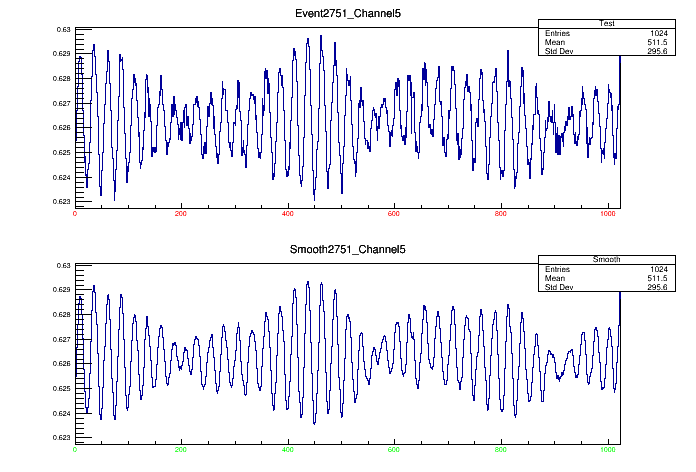 Event2751_Channel5
Test
Entries 1024
Mean 511.5
Std Dev 295.6
0.63
0.629
0.628
0.627
0.626
0.625
0.624
0.623
0 200 400 600 800 1000
Smooth2751_Channel5
Smooth
Entries 1024
Mean 511.5
Std Dev 295.6
0.63
0.629
0.628
0.627
0.626
0.625
0.624
0.623
0 200 400 600 800 1000